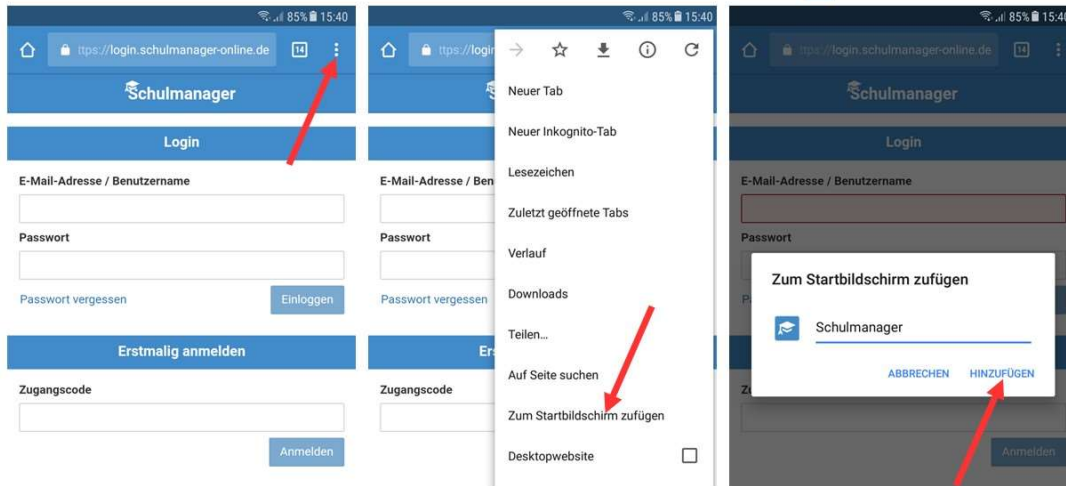 85% 15:40
ttps://login.schulmanager-online.de 14
Schulmanager
Login
E-Mail-Adresse / Benutzername
Passwort
Passwort vergessen Einloggen
Erstmalig anmelden
Zugangscode
Anmelden
85% 15:40
ttps://login
Neuer Tab
Neuer Inkognito-Tab
E-Mail-Adresse / Ben
Lesezeichen
Zuletzt geöffnete Tabs
Passwort
Verlauf
Passwort vergessen
Downloads
Teilen...
Er
Auf Seite suchen
Zugangscode
Zum Startbildschirm zufügen
Desktopwebsite
85% 15:40
ttps://login.schulmanager-online.de 14
Schulmanager
Login
E-Mail-Adresse / Benutzername
Passwort
Zum Startbildschirm zufügen
Schulmanager
ABBRECHEN HINZUFÜGEN
Anmelden